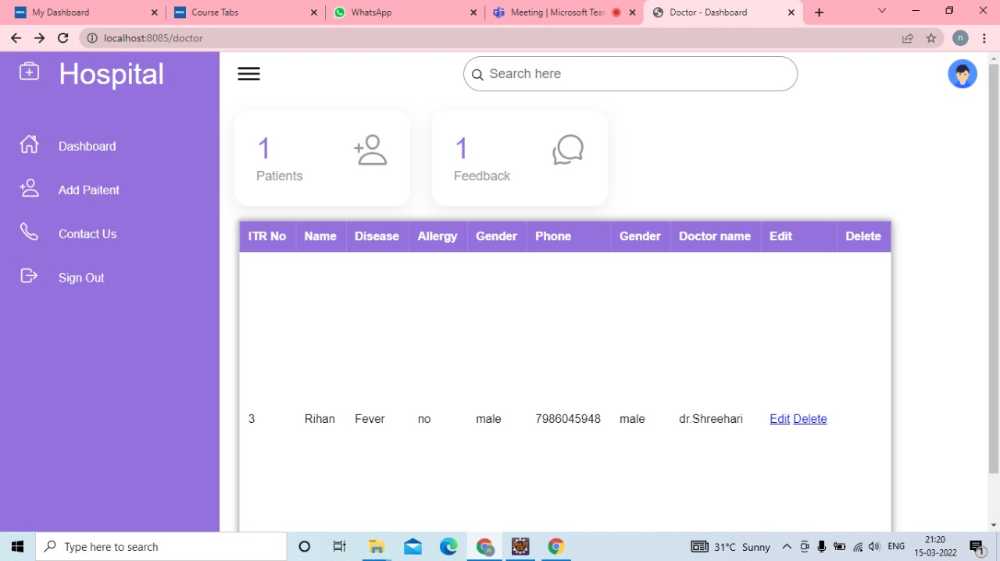 My Dashboard
Course Tabs
WhatsApp
Meeting | Microsoft Tear
Doctor - Dashboard
localhost:8085/doctor
n
Hospital
Search here
Dashboard
Add Paitent
Contact Us
Sign Out
1
Patients
1
Feedback
ITR No Name Disease Allergy Gender Phone Gender Doctor name Edit Delete
3 Rihan Fever no male 7986045948 male dr.Shreehari Edit Delete
Type here to search
31°C Sunny
ENG
21:20
15-03-2022
1